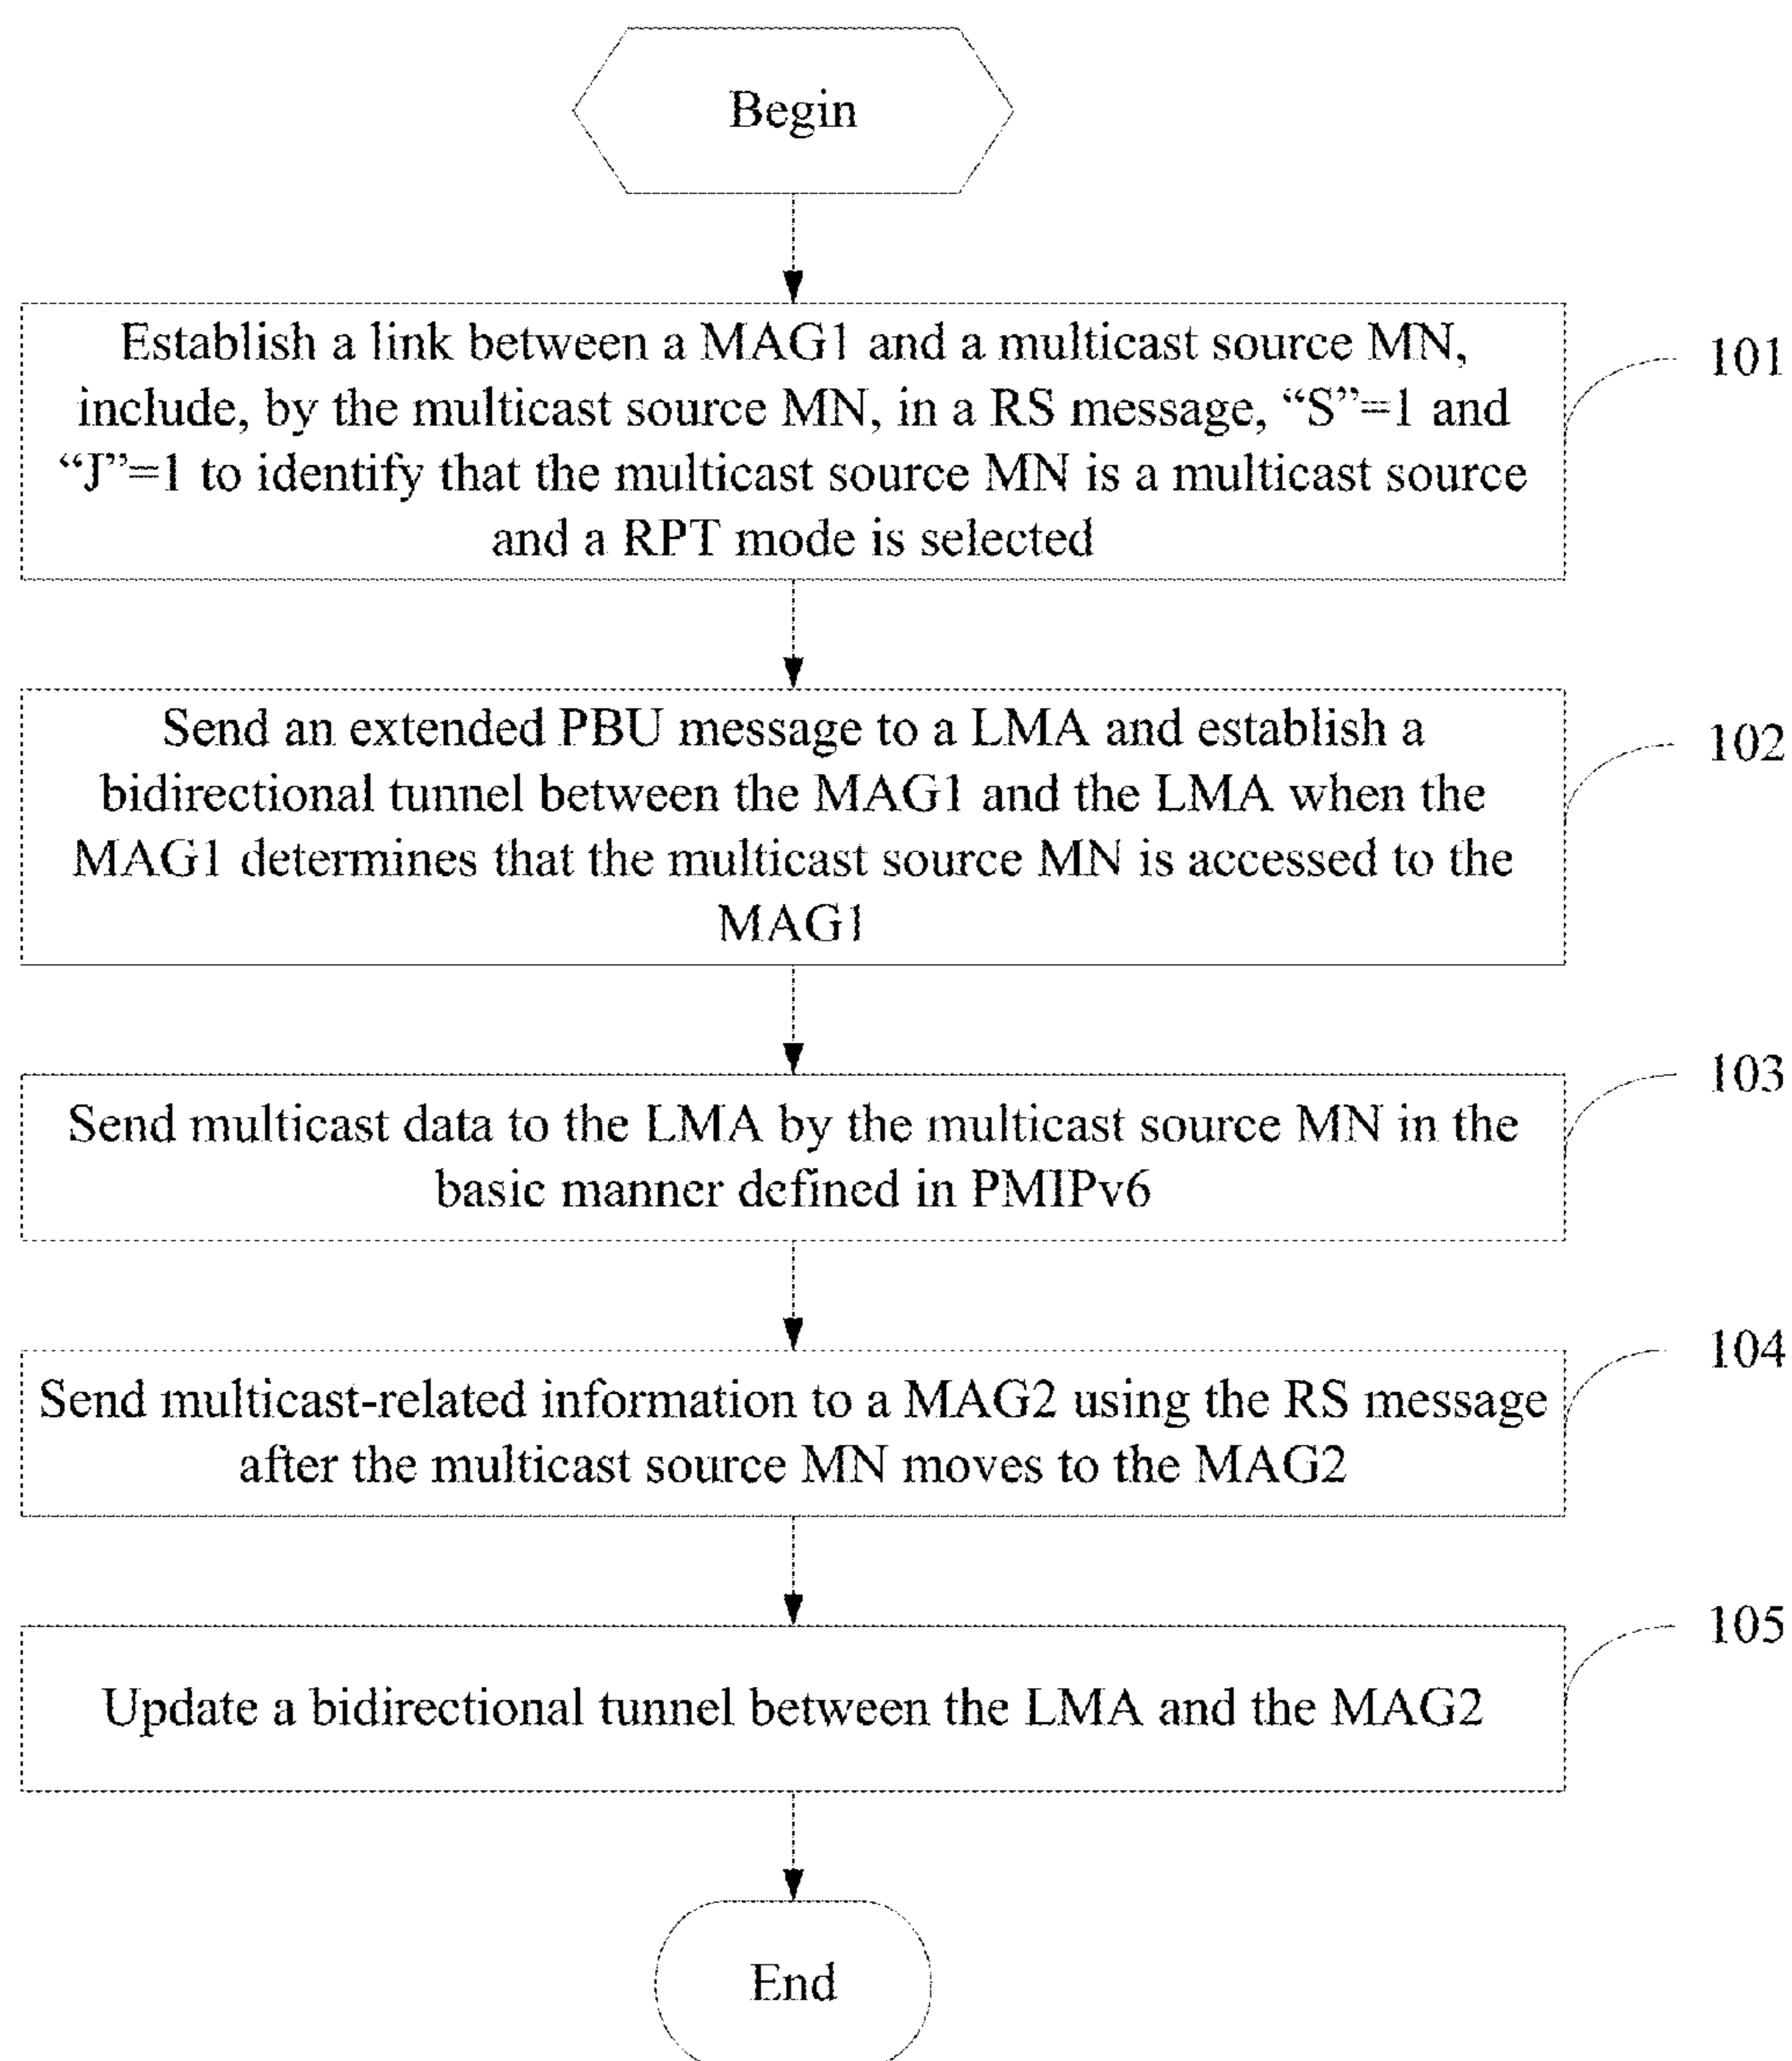 Begin
Establish a link between a MAG1 and a multicast source MN,
include, by the multicast source MN, in a RS message, “S”=1 and
“J”=1 to identify that the multicast source MN is a multicast source
and a RPT mode is selected
101
Send an extended PBU message to a LMA and establish a
bidirectional tunnel between the MAG1 and the LMA when the
MAG1 determines that the multicast source MN is accessed to the
MAG1
102
Send multicast data to the LMA by the multicast source MN in the
basic manner defined in PMIPv6
103
Send multicast-related information to a MAG2 using the RS message
after the multicast source MN moves to the MAG2
104
Update a bidirectional tunnel between the LMA and the MAG2
105
End